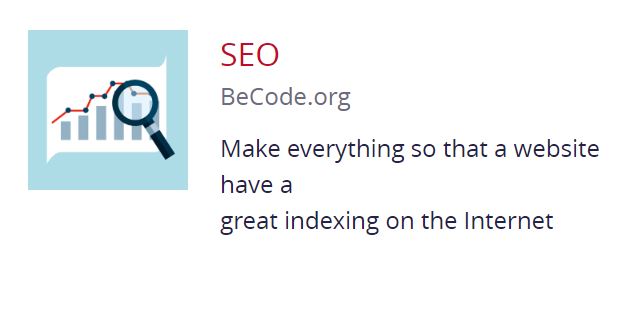 SEO
BeCode.org
Make everything so that a website
have a
great indexing on the Internet